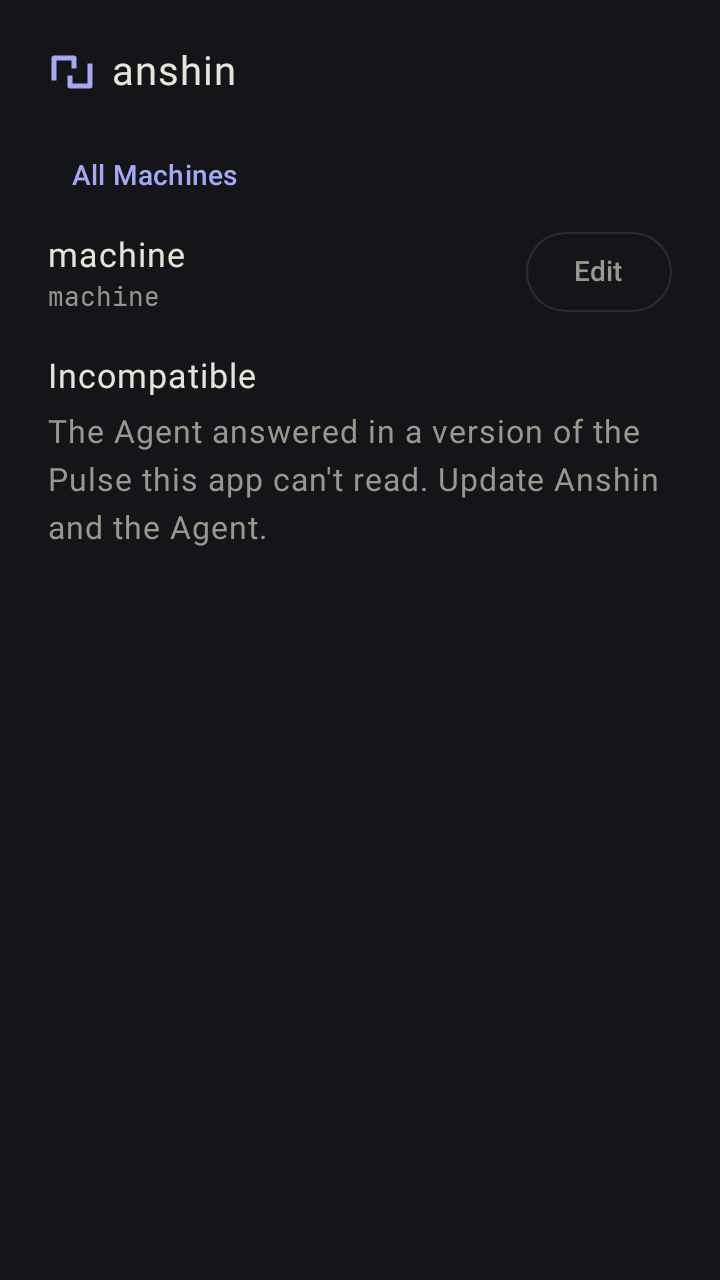 anshin
All Machines
machine
Edit
machine
Incompatible
The Agent answered in a version of the
Pulse this app can't read. Update Anshin
and the Agent.